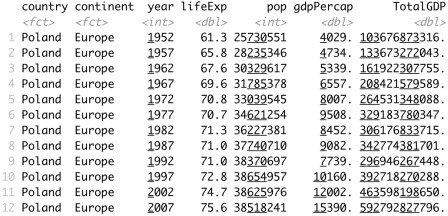 country continent year lifeExp pop gdpPercap TotalGDP
<fct> <fct> <int> <dbl> <int> <dbl> <dbl>
1 Poland Europe 1952 61.3 25730551 4029. 103676873316.
2 Poland Europe 1957 65.8 28235346 4734. 133673272043.
3 Poland Europe 1962 67.6 30329617 5339. 161922307755.
4 Poland Europe 1967 69.6 31785378 6557. 208421579589.
5 Poland Europe 1972 70.8 33039545 8007. 264531348088.
6 Poland Europe 1977 70.7 34621254 9508. 329183780347.
7 Poland Europe 1982 71.3 36227381 8452. 306176833715.
8 Poland Europe 1987 71.0 37740710 9082. 342774381701.
9 Poland Europe 1992 71.0 38370697 7739. 296946267448.
10 Poland Europe 1997 72.8 38654957 10160. 392718270288.
11 Poland Europe 2002 74.7 38625976 12002. 463598198650.
12 Poland Europe 2007 75.6 38518241 15390. 592792827796.